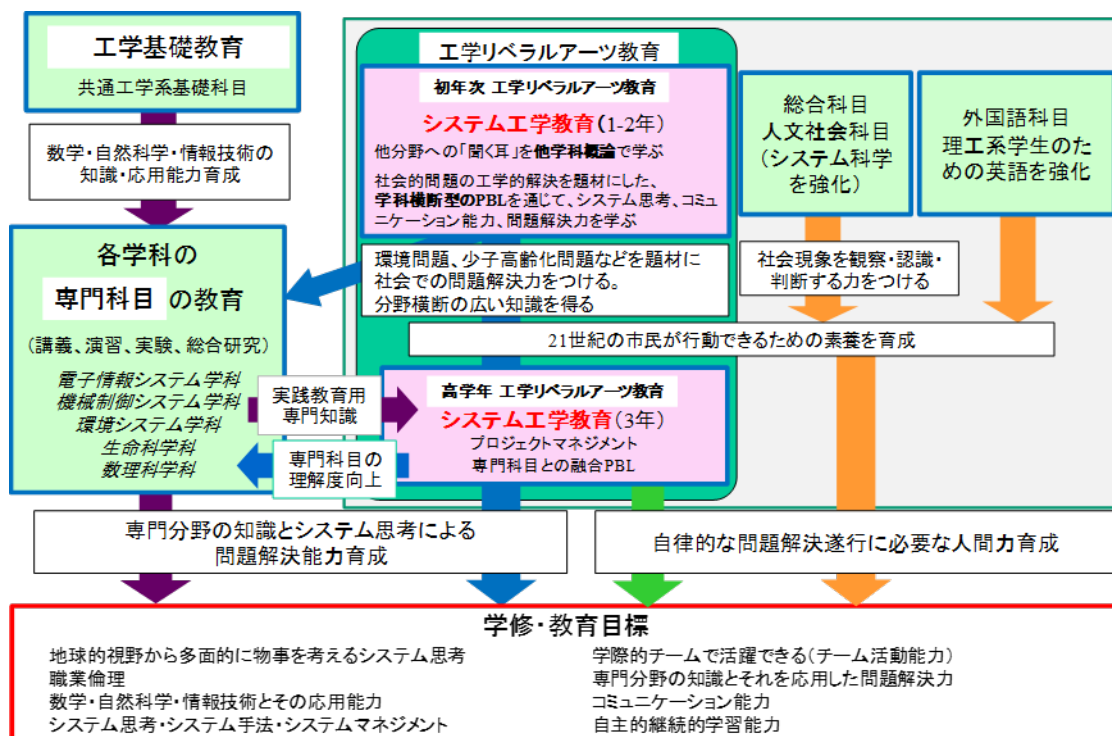 工学基礎教育
共通工学系基礎科目
数学・自然科学・情報技術の
知識・応用能力育成
各学科の
専門科目 の教育
(講義、演習、実験、総合研究)
電子情報システム学科
機械制御システム学科
環境システム学科
生命科学科
数理科学科
工学リベラルアーツ教育
初年次 工学リベラルアーツ教育
システム工学教育(1-2年)
他分野への「聞く耳」を他学科概論で学ぶ
社会的問題の工学的解決を題材にした、
学科横断型のPBLを通じて、システム思考、コミュ
ニケーション能力、問題解決力を学ぶ
環境問題、少子高齢化問題などを題材に
社会での問題解決力をつける。
分野横断の広い知識を得る
総合科目
人文社会科目
(システム科学
を強化)
外国語科目
理工系学生のた
めの英語を強化
社会現象を観察・認識・
判断する力をつける
21世紀の市民が行動できるための素養を育成
実践教育用
専門知識
専門科目の
理解度向上
高学年 工学リベラルアーツ教育
システム工学教育(3年)
プロジェクトマネジメント
専門科目との融合PBL
専門分野の知識とシステム思考による
問題解決能力育成
自律的な問題解決遂行に必要な人間力育成
学修・教育目標
地球的視野から多面的に物事を考えるシステム思考
職業倫理
数学・自然科学・情報技術とその応用能力
システム思考・システム手法・システムマネジメント
学際的チームで活躍できる(チーム活動能力)
専門分野の知識とそれを応用した問題解決力
コミュニケーション能力
自主的継続的学習能力